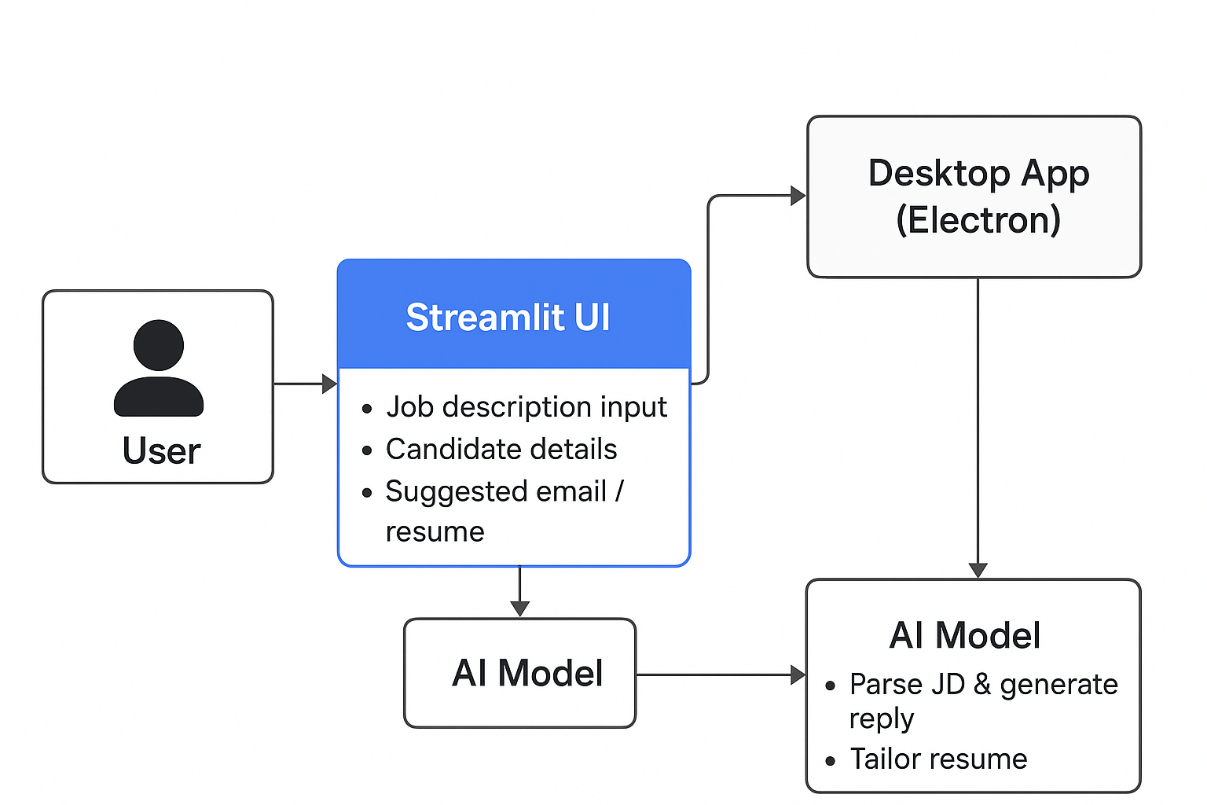 User
Streamlit UI
• Job description input
• Candidate details
• Suggested email /
resume
Desktop App
(Electron)
AI Model
AI Model
• Parse JD & generate
reply
• Tailor resume